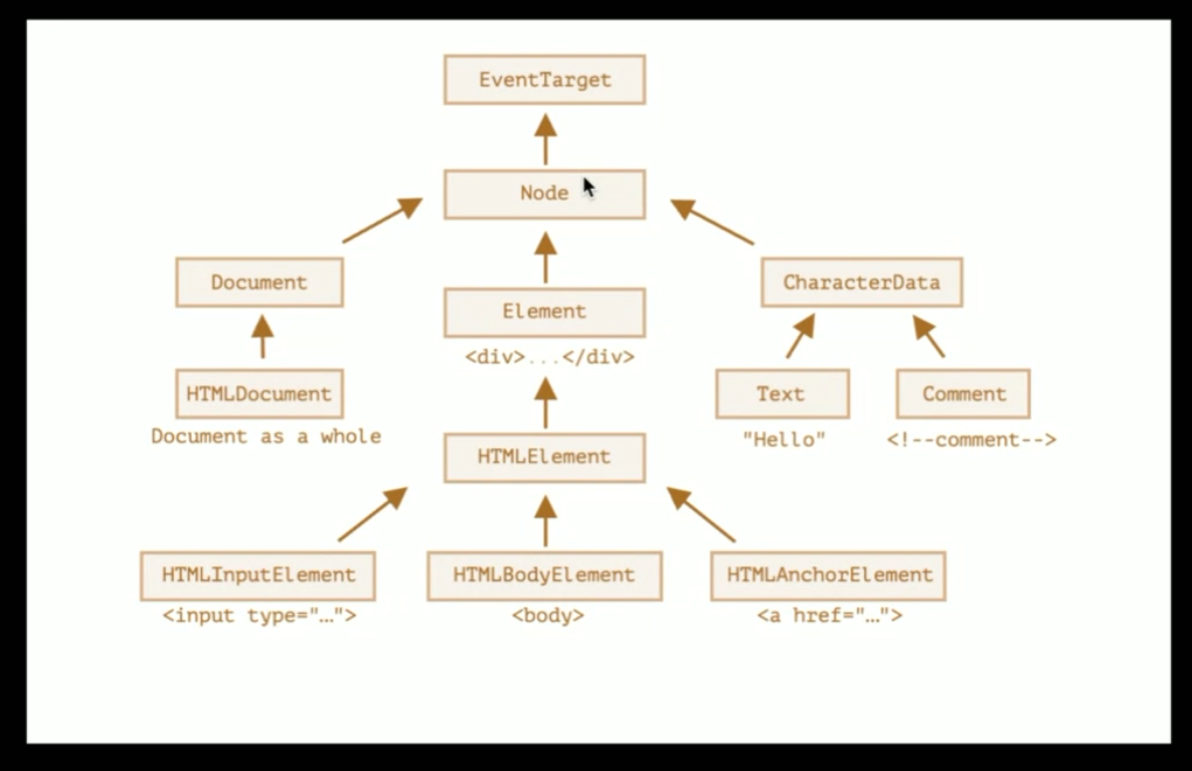 EventTarget
Node
Document
Element
CharacterData
<div>...</div>
HTMLDocument
Text
Comment
Document as a whole
"Hello"
<!--comment-->
HTMLElement
HTMLInputElement
HTMLBodyElement
HTMLAnchorElement
<input type="…">
<body>
<a href="…">